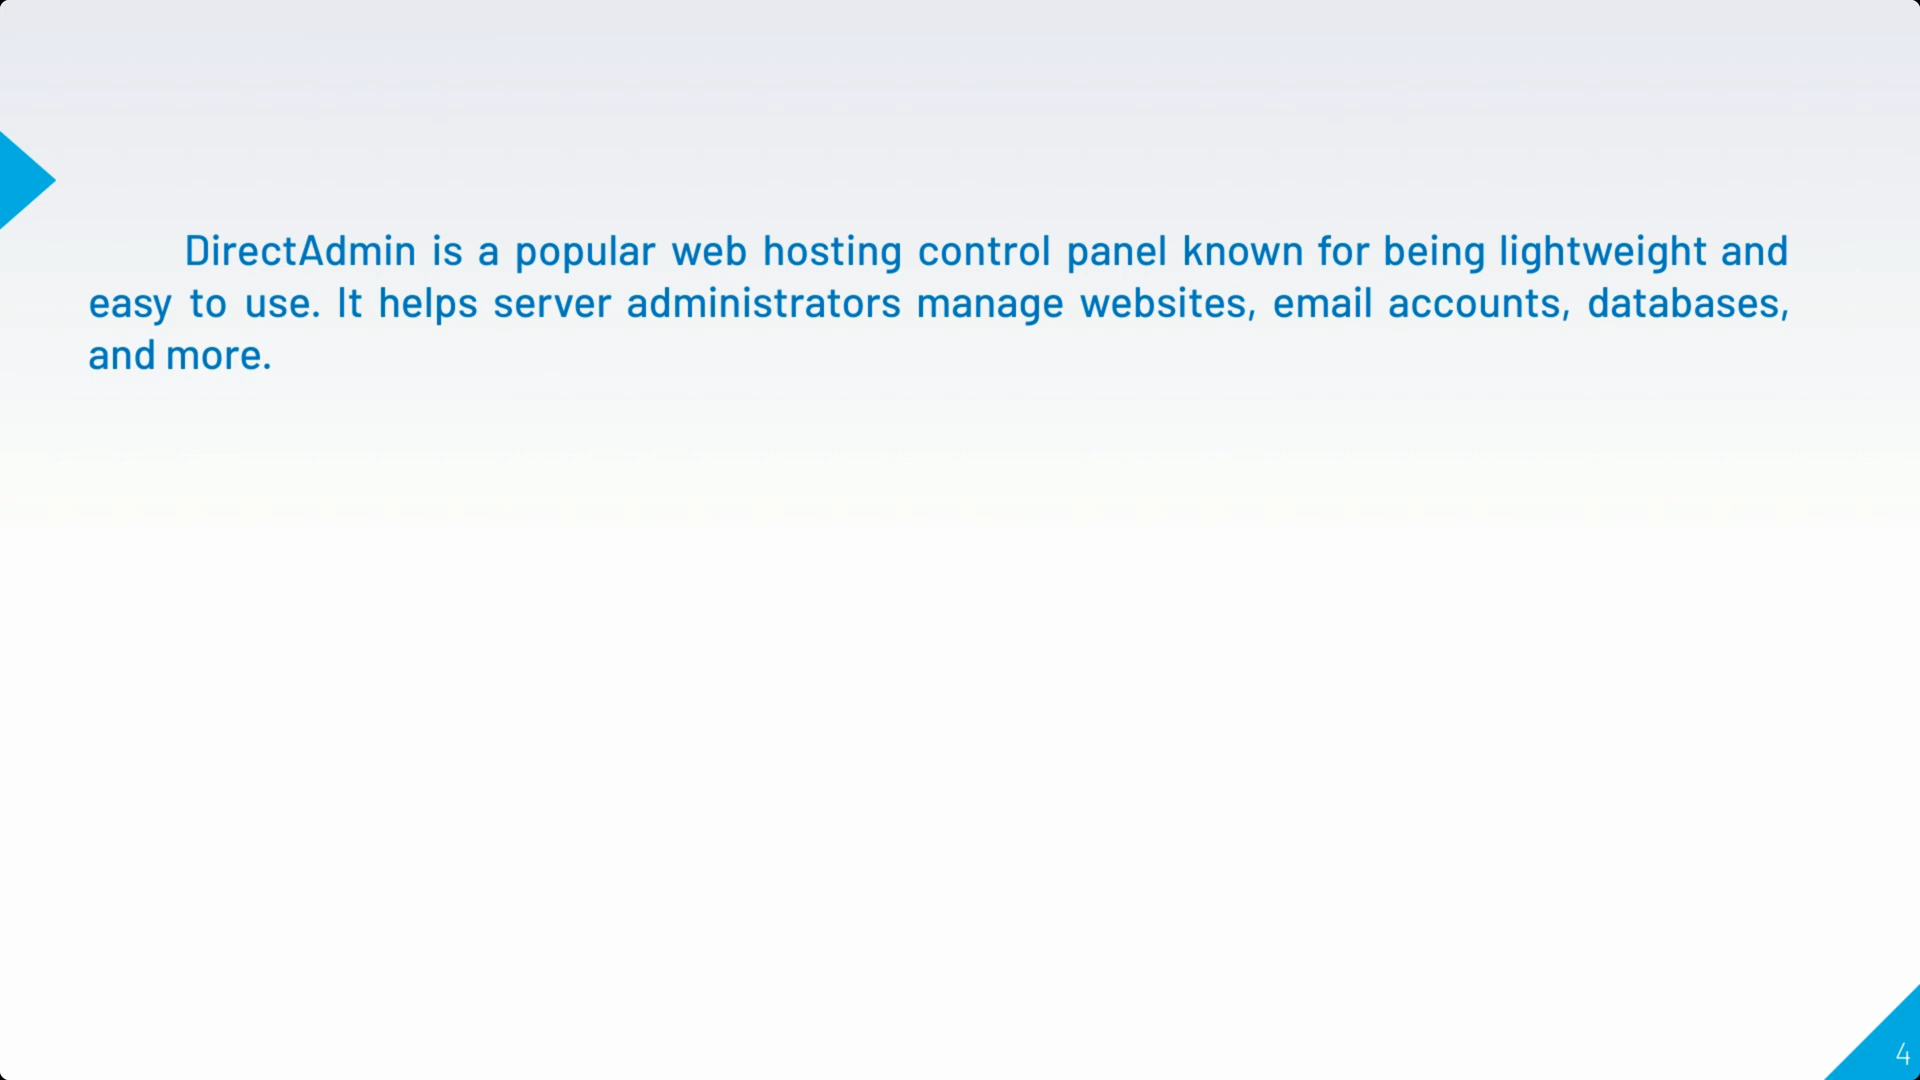 DirectAdmin is a popular web hosting control panel known for being lightweight and
easy to use. It helps server administrators manage websites, email accounts, databases,
and more.
4